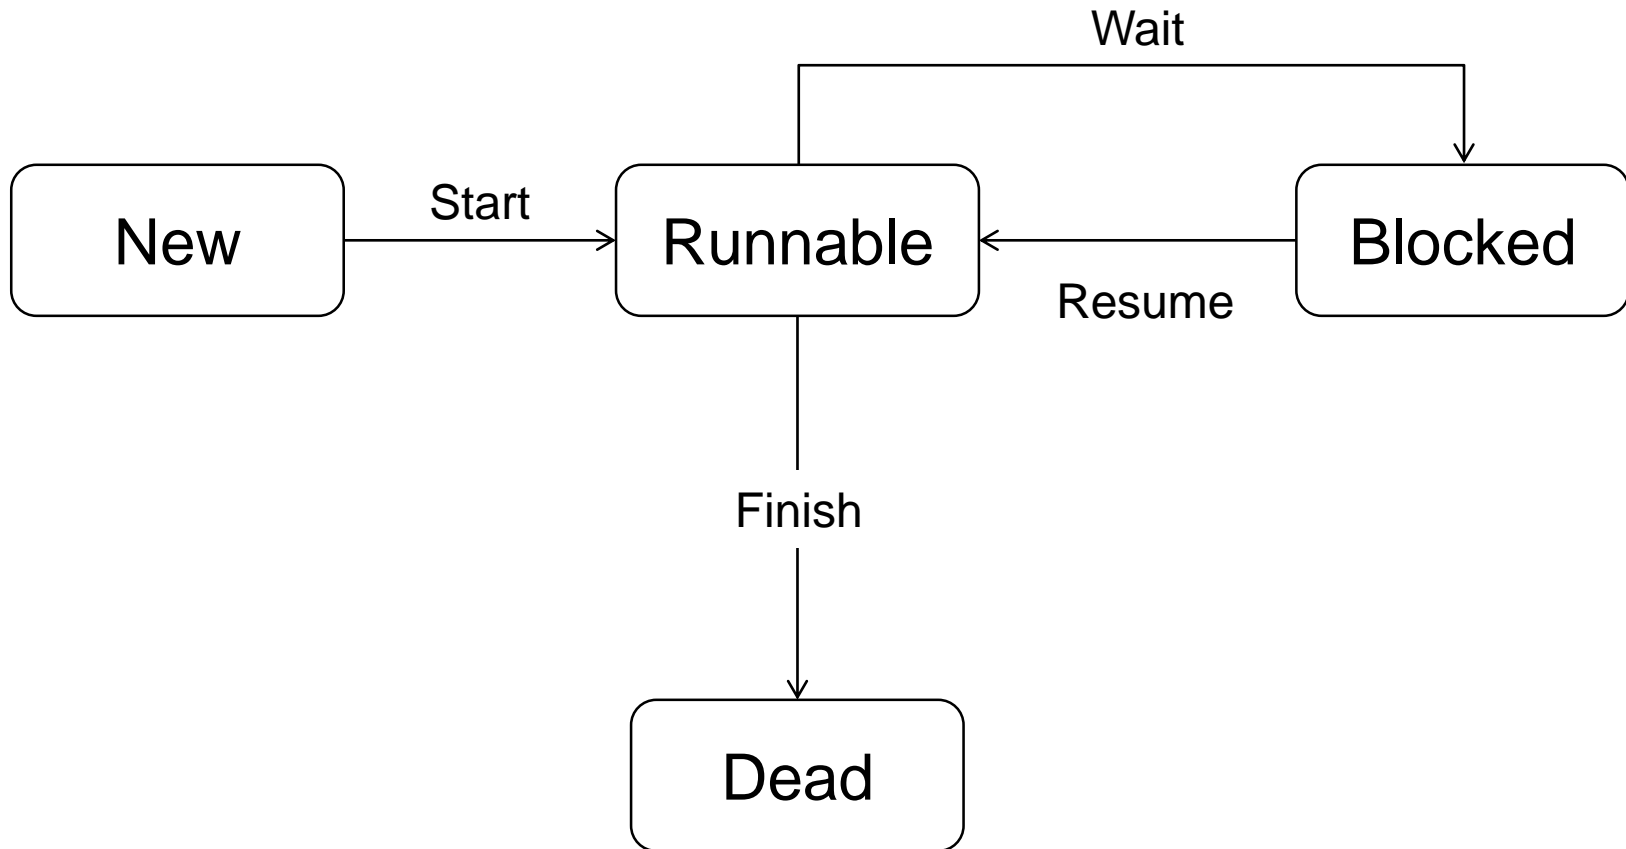 Wait
New
Start
Runnable
Blocked
Resume
Finish
Dead